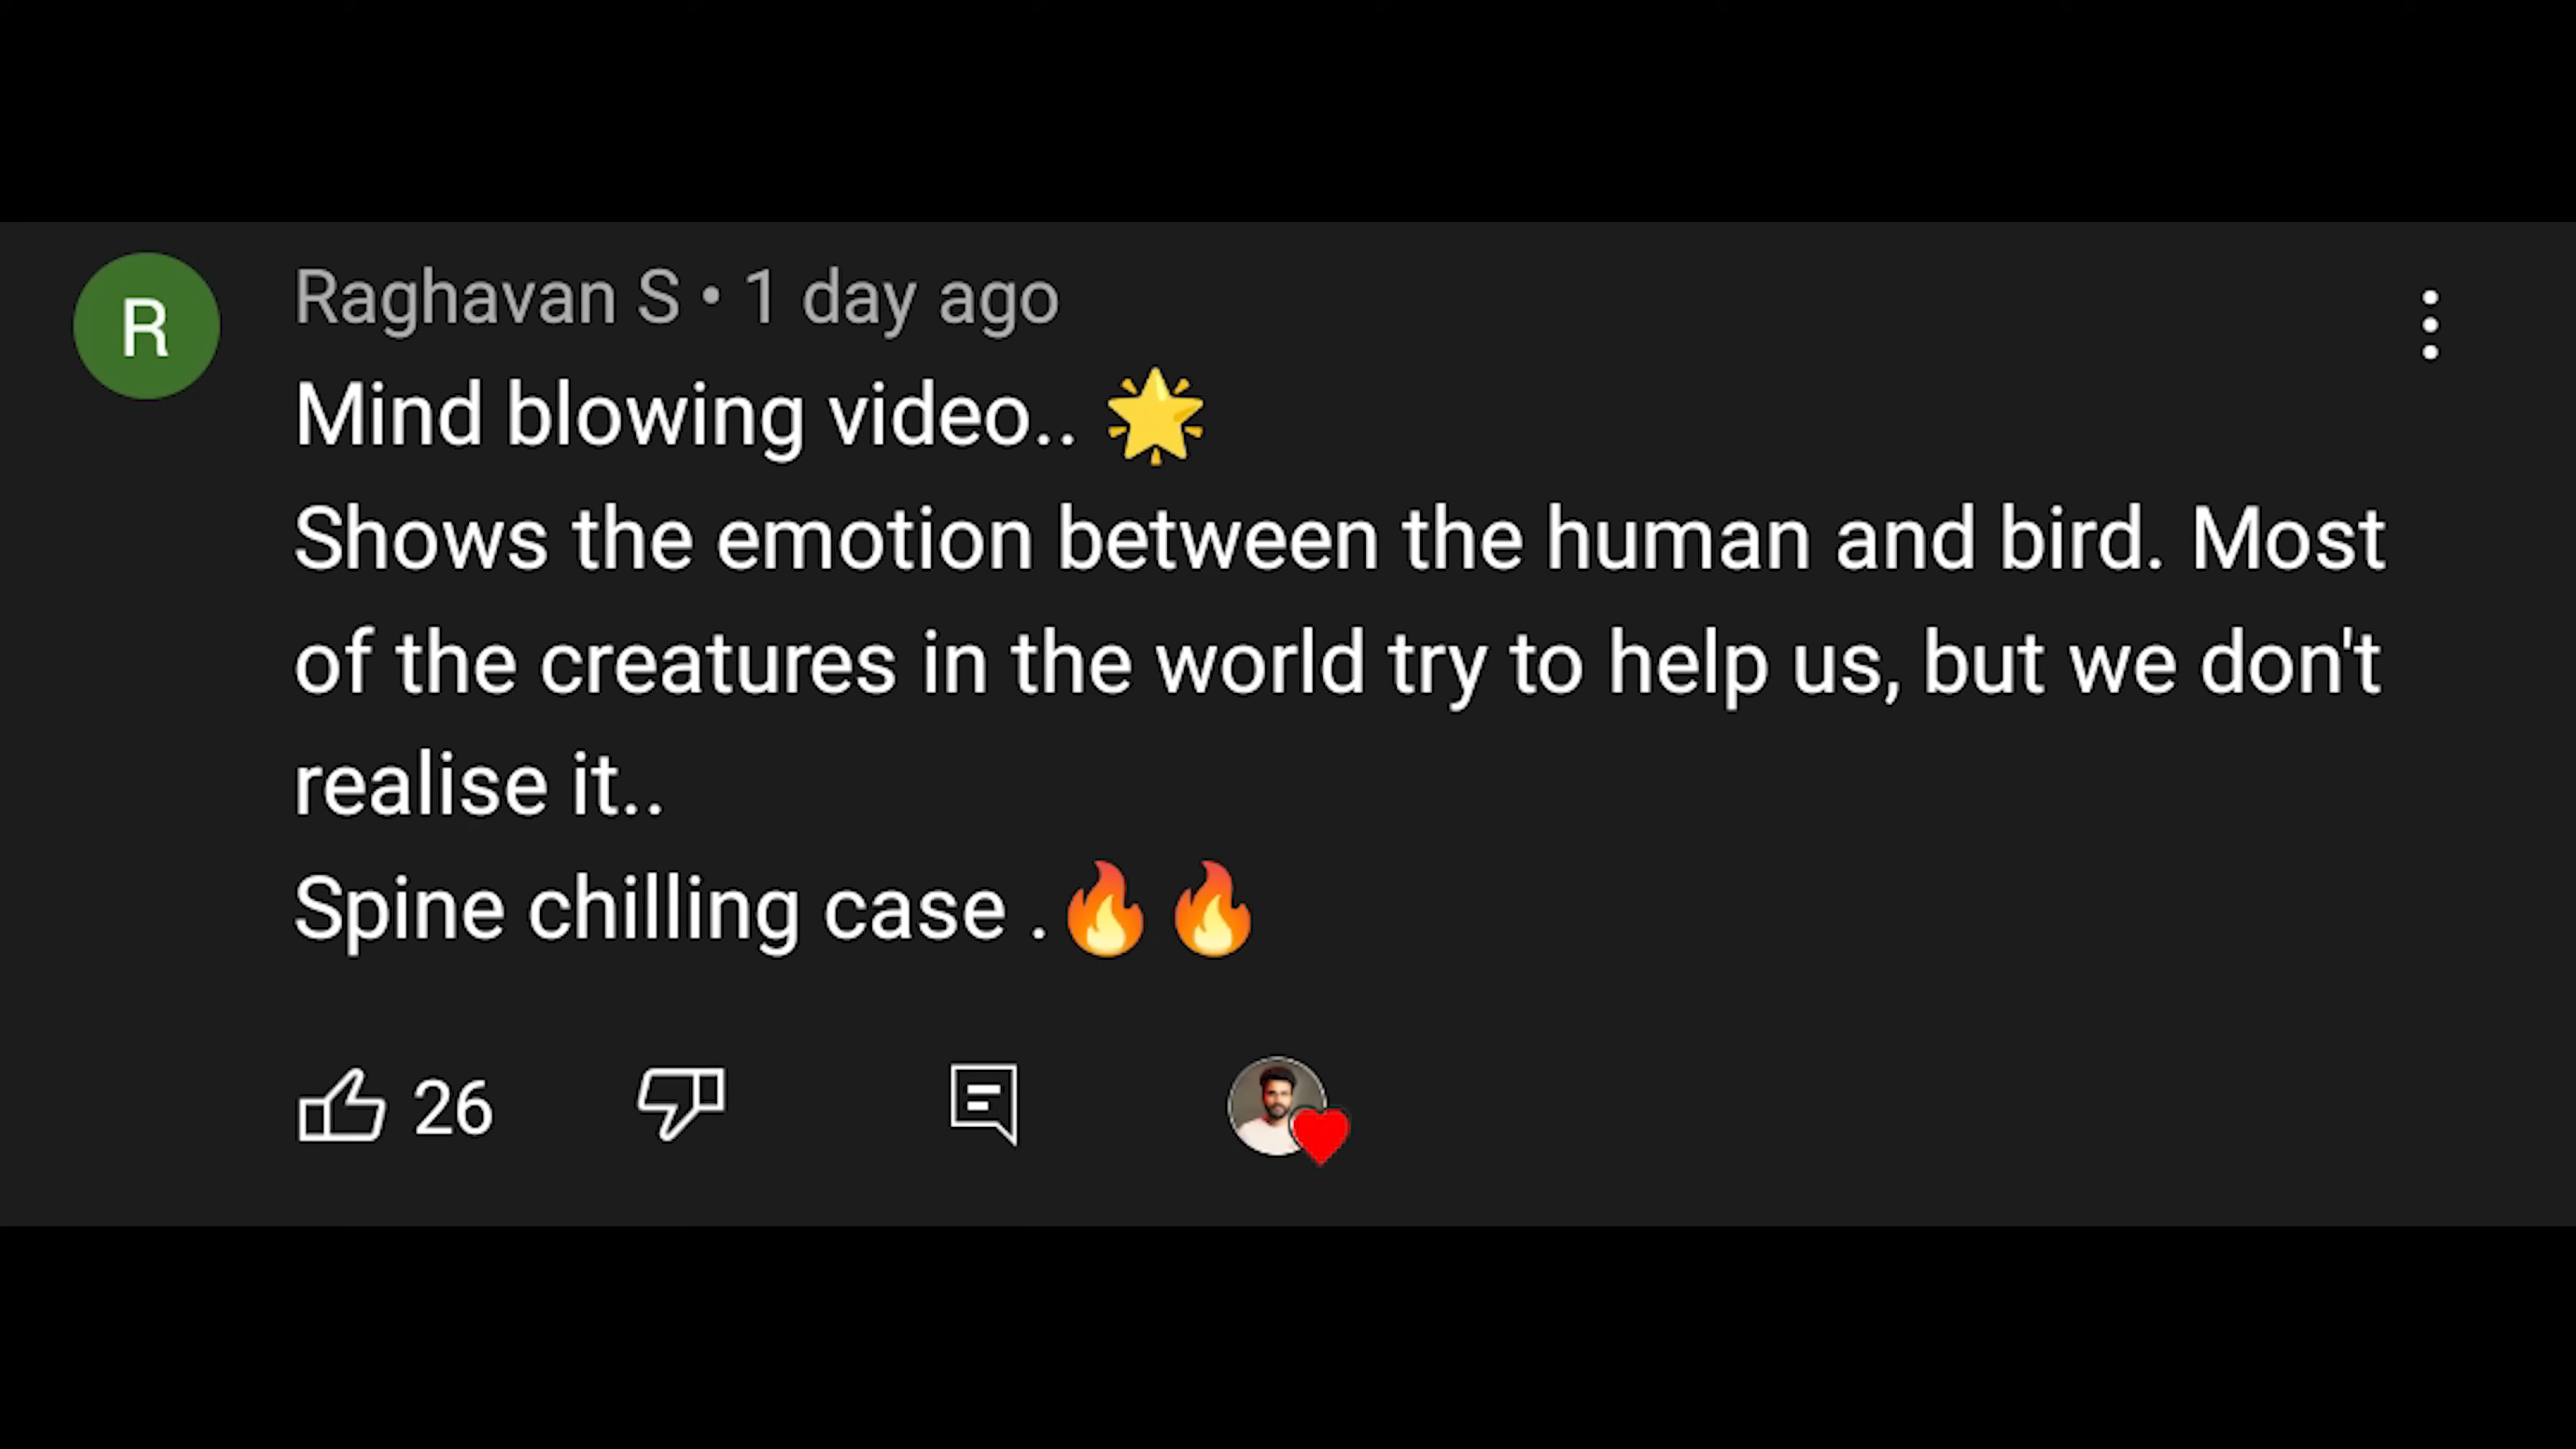 R
Raghavan S • 1 day ago
Mind blowing video.. 🌟
Shows the emotion between the human and bird. Most
of the creatures in the world try to help us, but we don't
realise it..
Spine chilling case .🔥🔥
26